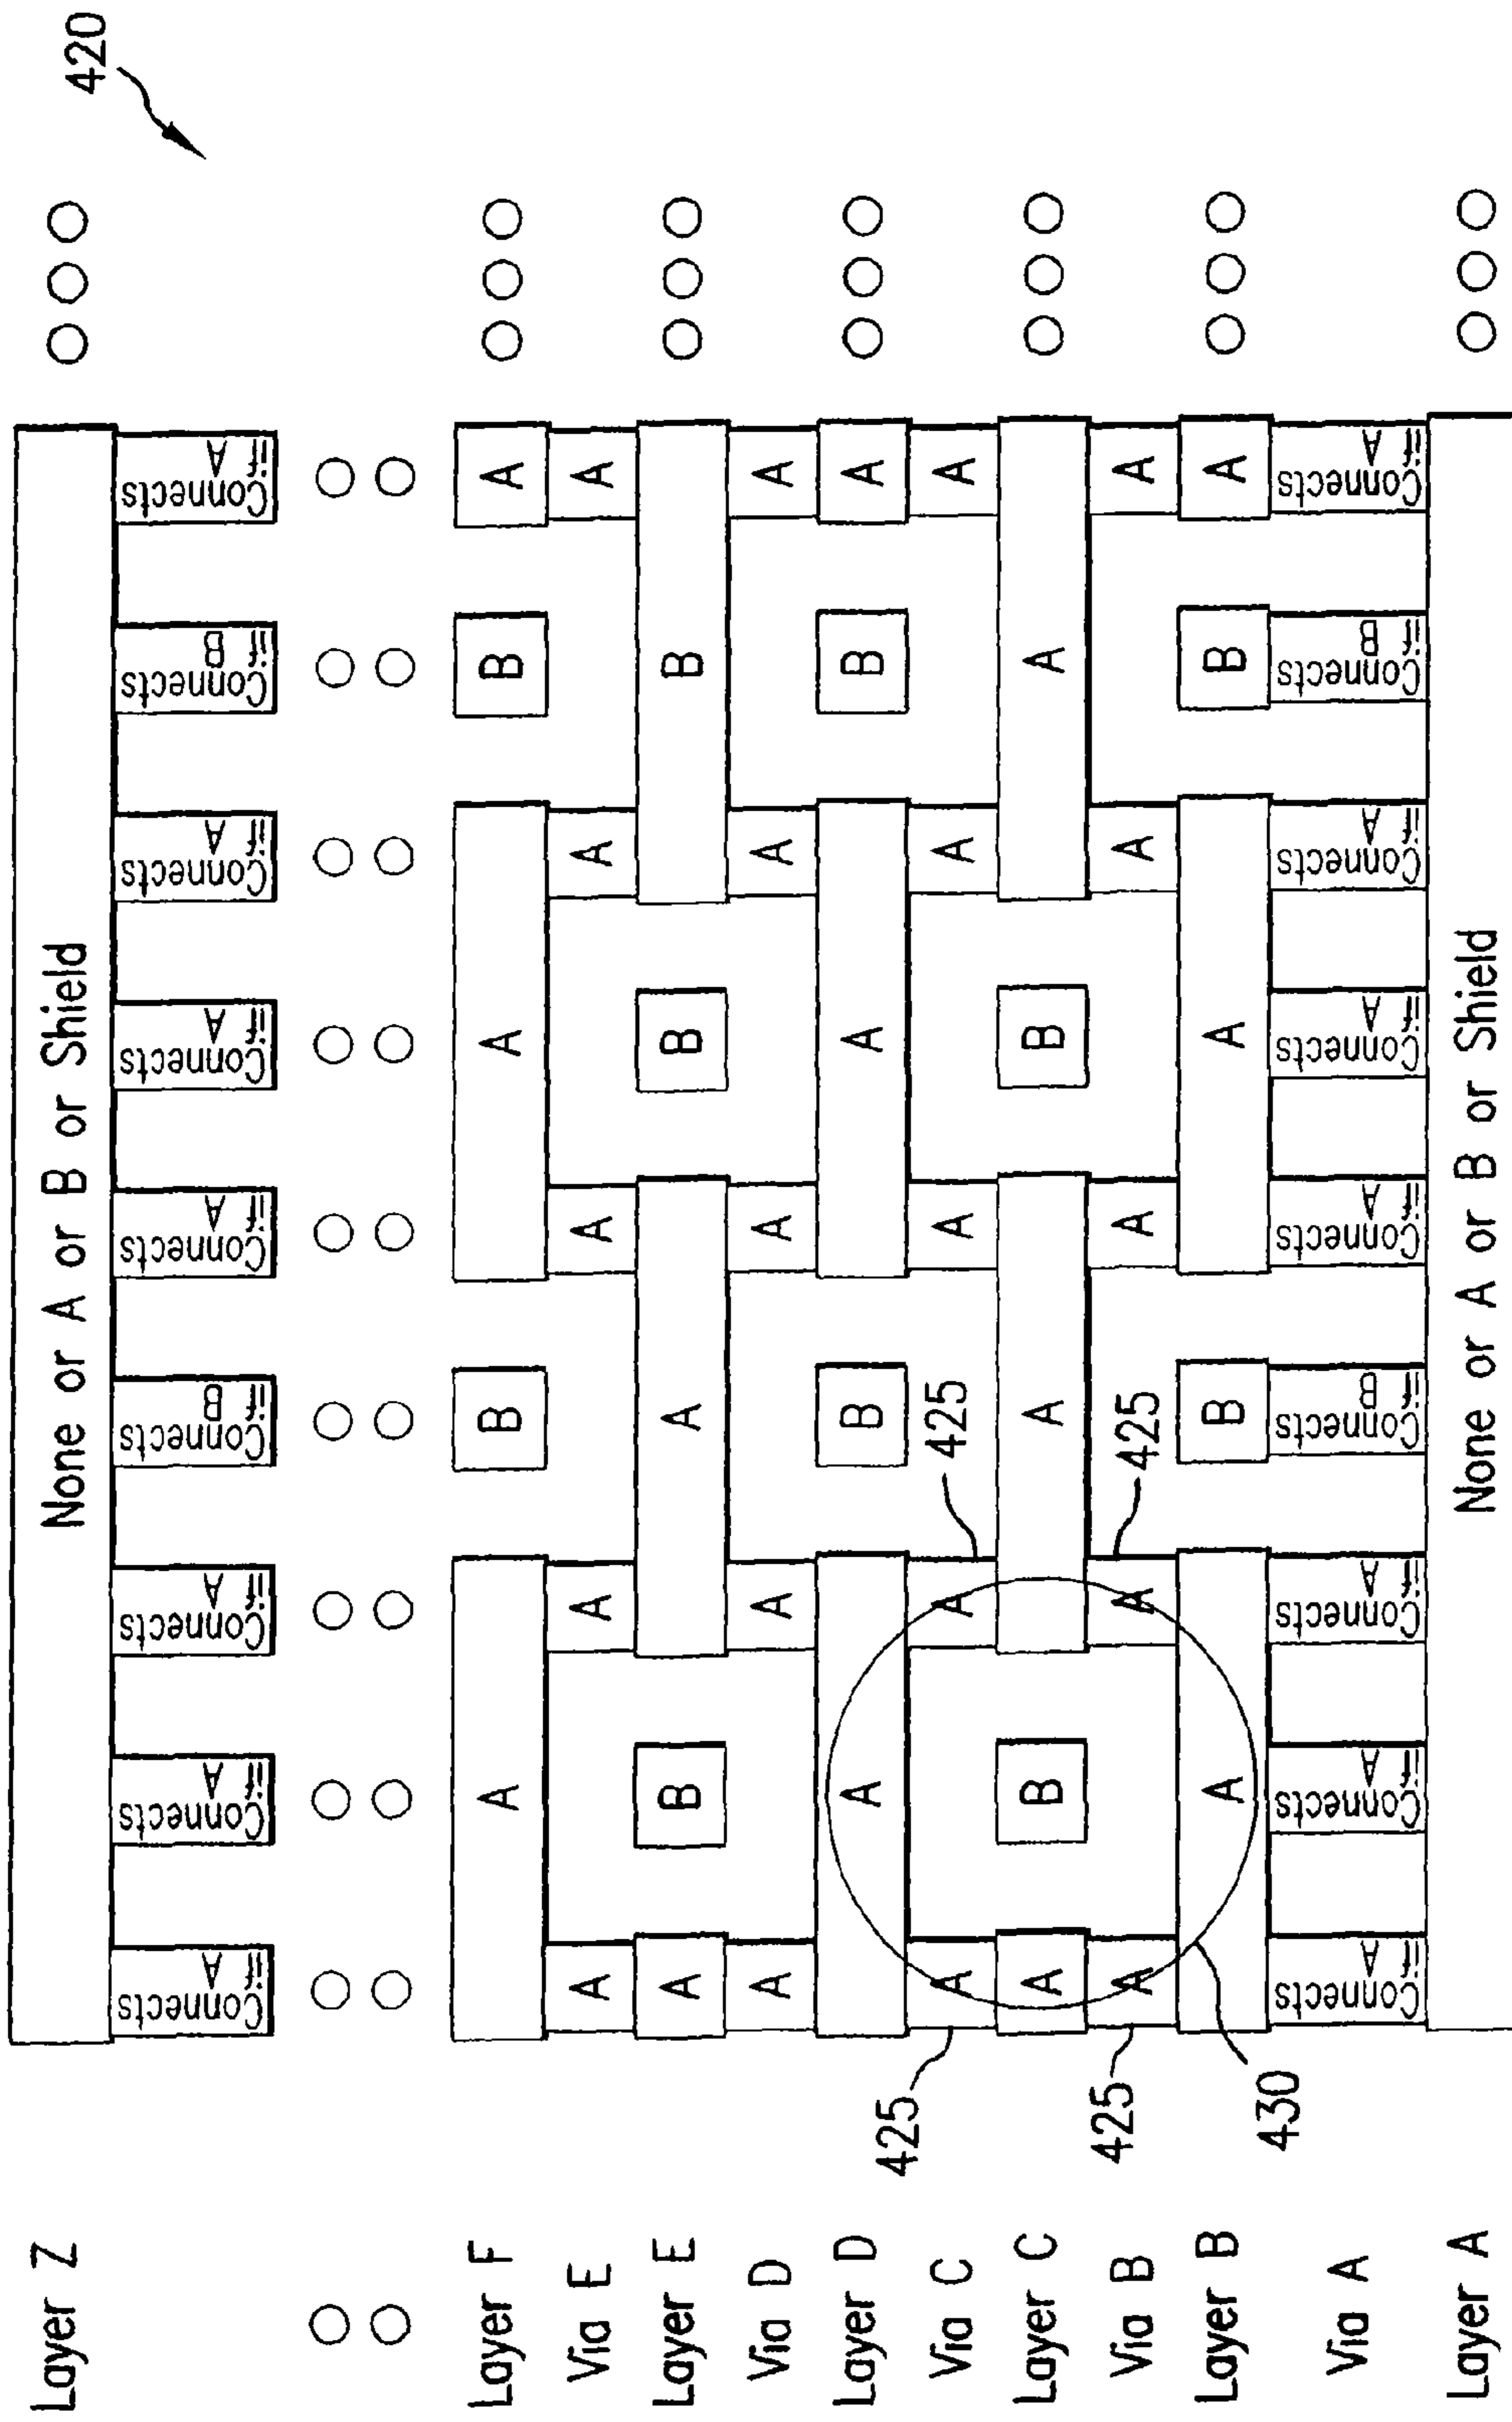 420
Layer Z None or A or B or Shield
Connects if A
Connects if A
Connects if A
Connects if B
Connects if A
Connects if A
Connects if A
Connects if B
Connects if A
Layer F A B A B A
Via E A A A A A
Layer E A B A B B
Via D A A A A A
Layer D A B A B A
425
Via C A A 425 A A A
Layer C A B A B A
425
Via B A A 425 A A A
Layer B A B A B A
430
Via A
Connects if A
Connects if A
Connects if A
Connects if B
Connects if A
Connects if A
Connects if A
Connects if B
Connects if A
Layer A None or A or B or Shield